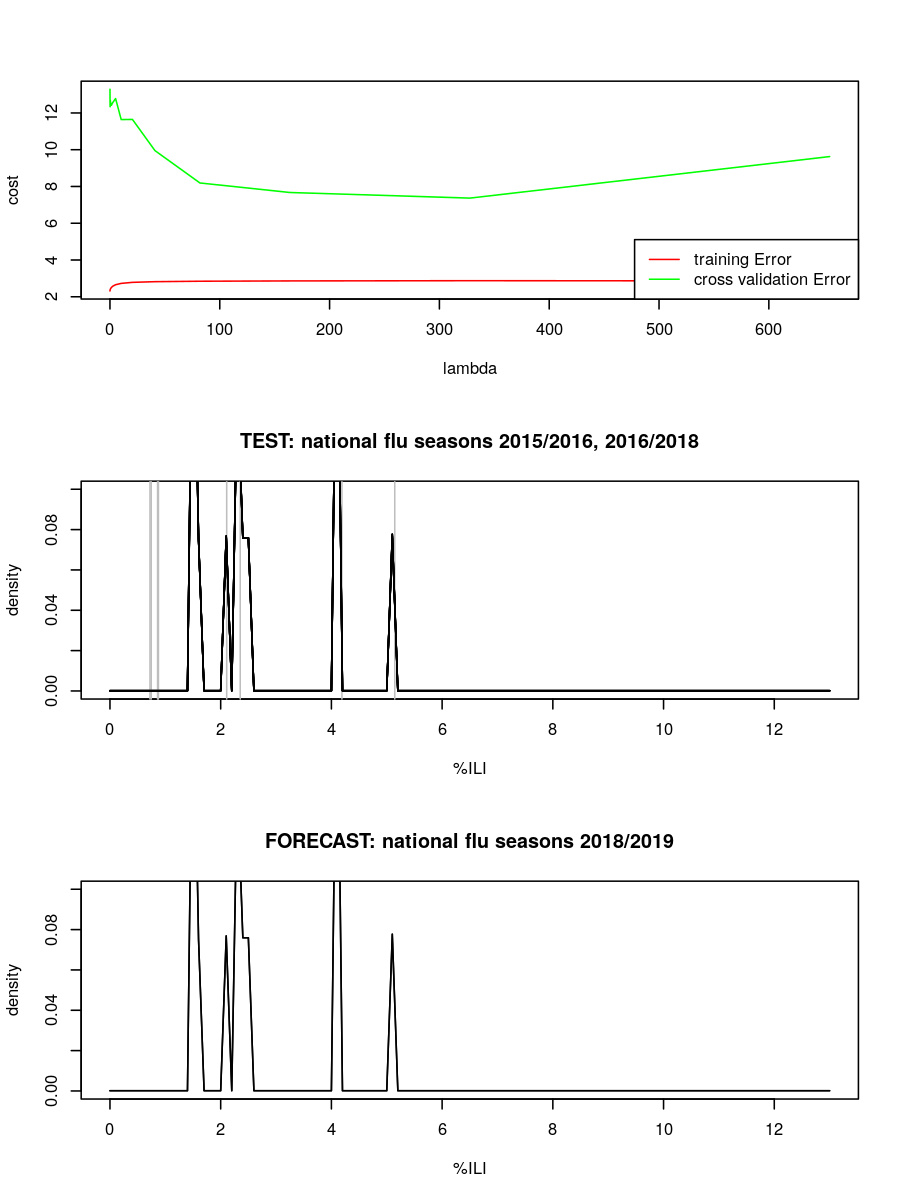 cost
12
10
8
6
4
2
training Error
cross validation Error
0 100 200 300 400 500 600
lambda
TEST: national flu seasons 2015/2016, 2016/2018
density
0.08
0.04
0.00
0 2 4 6 8 10 12
%ILI
FORECAST: national flu seasons 2018/2019
density
0.08
0.04
0.00
0 2 4 6 8 10 12
%ILI